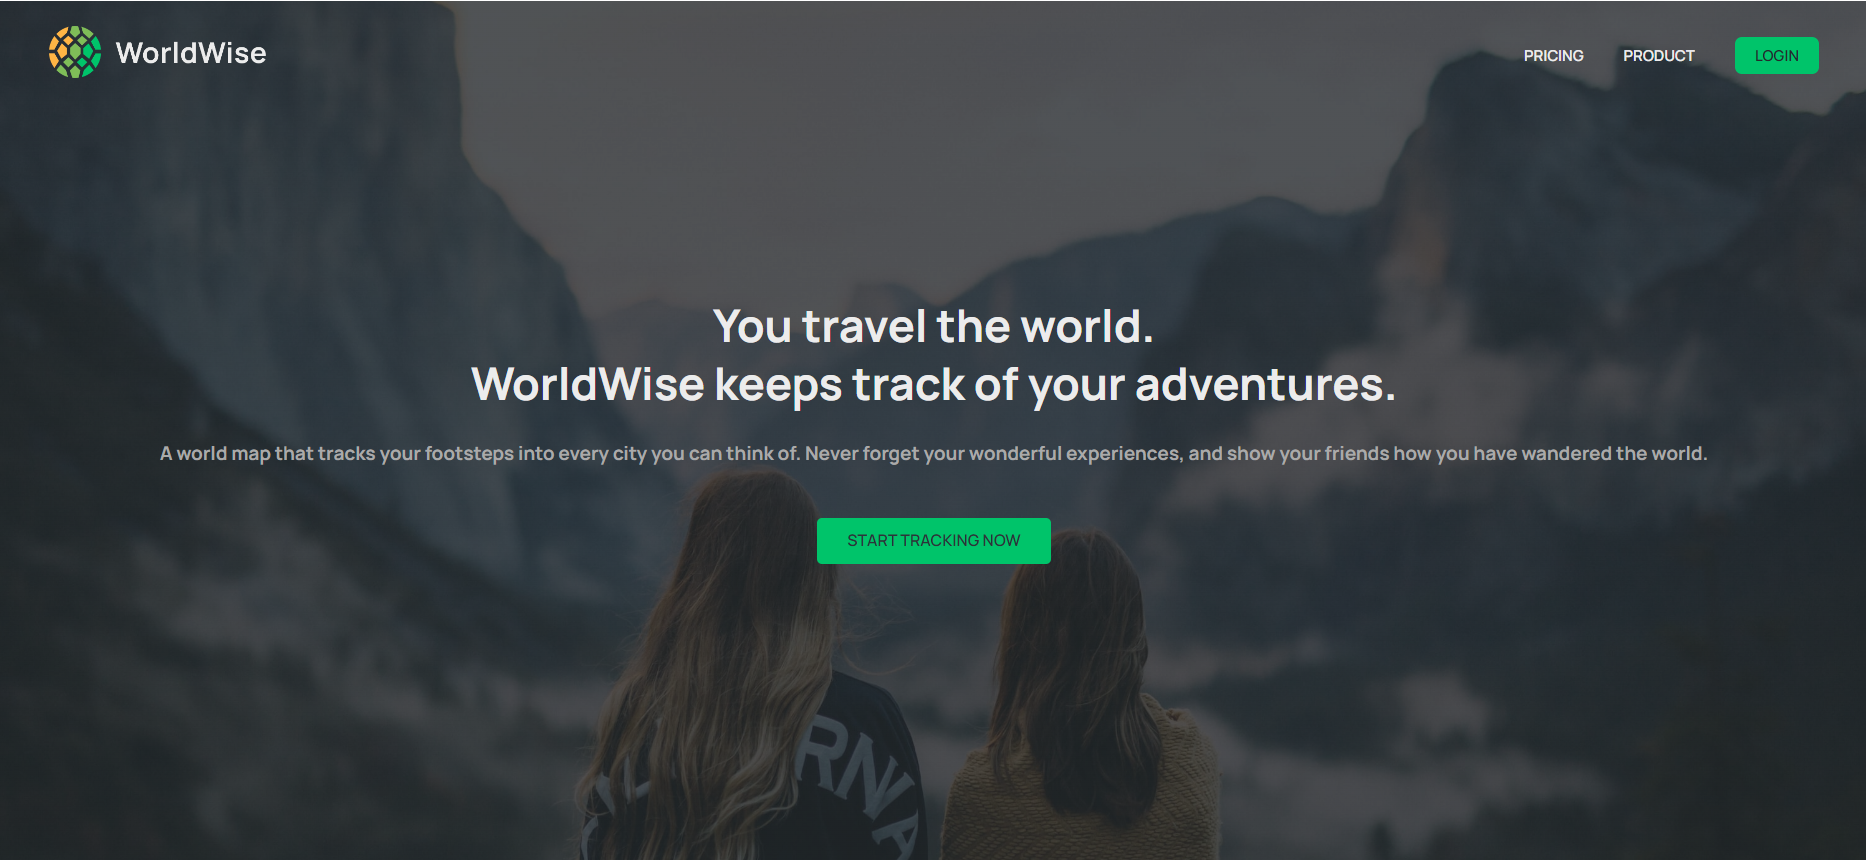 WorldWise
PRICING
PRODUCT
LOGIN
You travel the world.
WorldWise keeps track of your adventures.
A world map that tracks your footsteps into every city you can think of. Never forget your wonderful experiences, and show your friends how you have wandered the world.
START TRACKING NOW
RNA